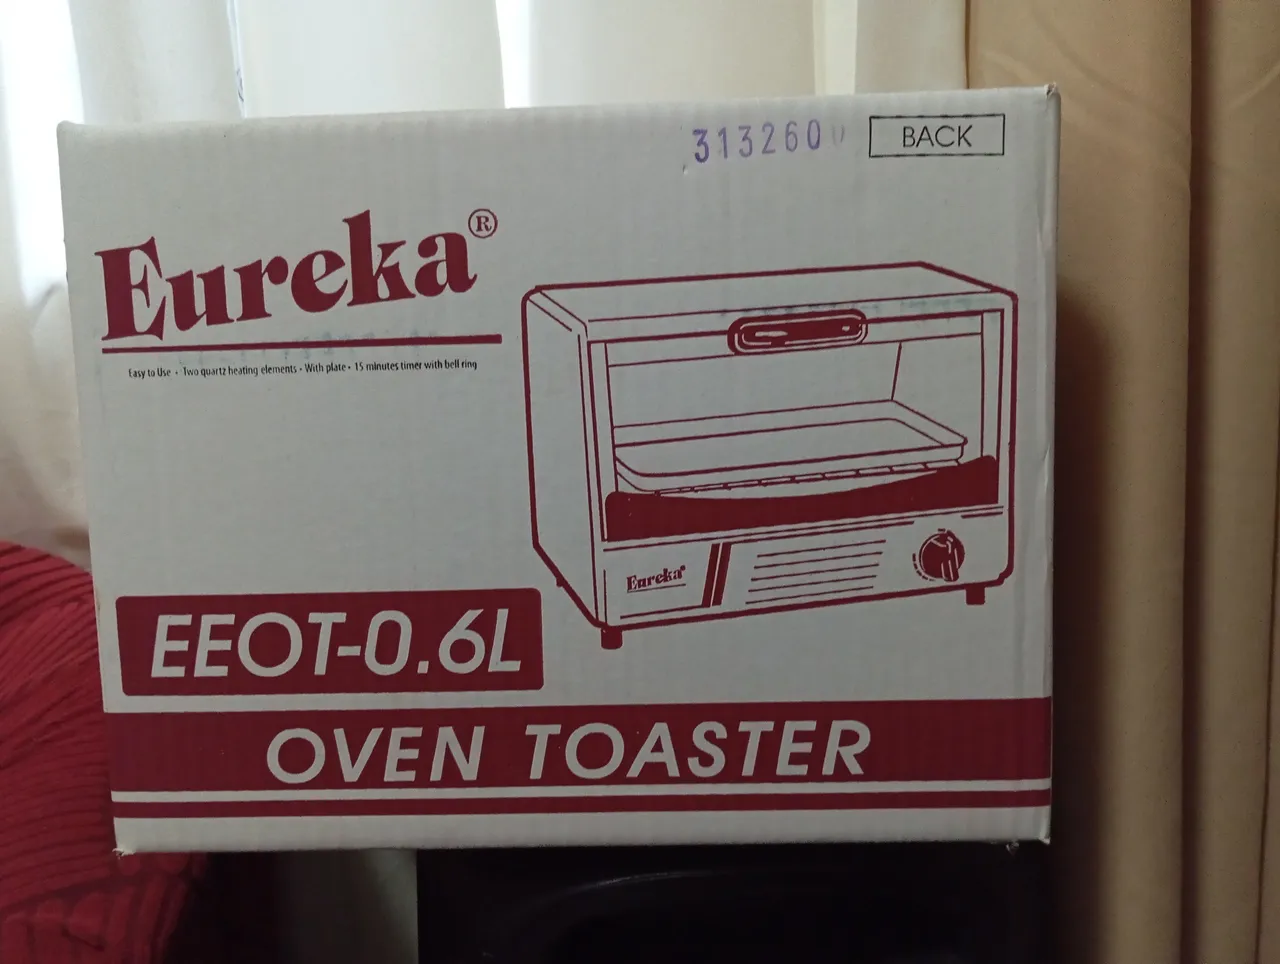 3132600
BACK
Eureka®
Easy to Use • Two quartz heating elements • With plate • 15 minutes timer with bell ring
Eureka®
EEOT-0.6L
OVEN TOASTER